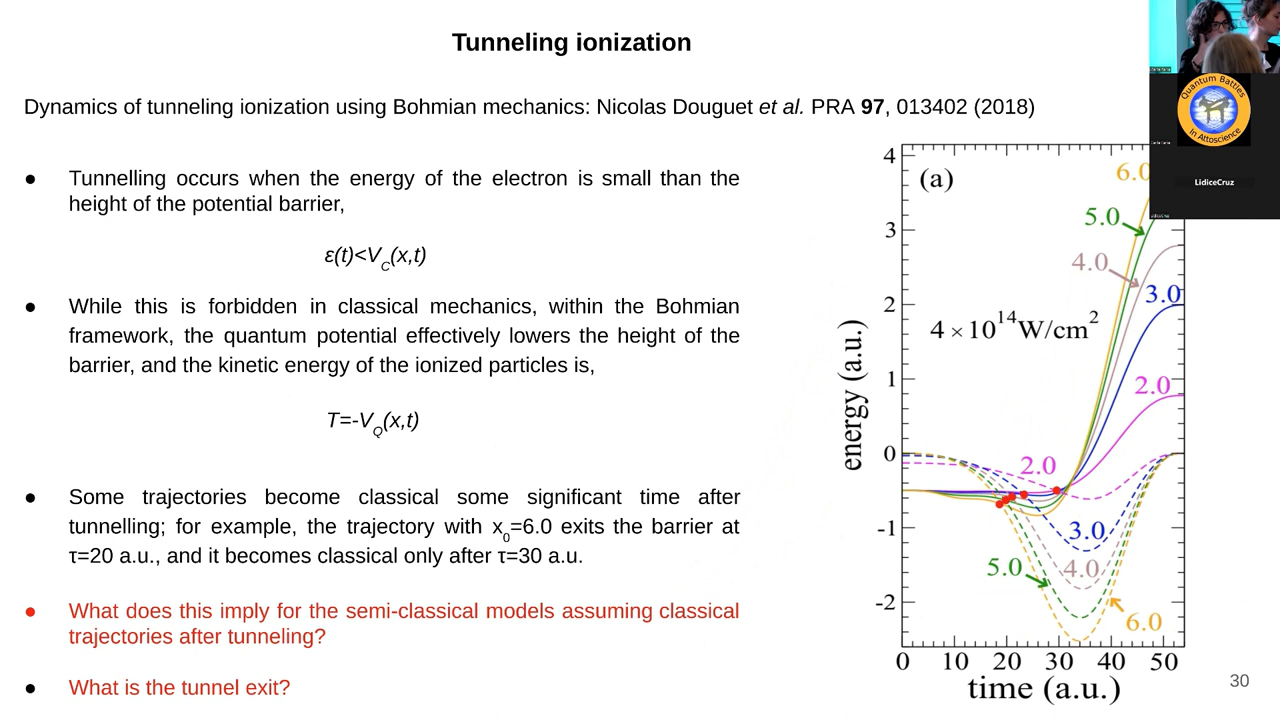 Tunneling ionization
Dynamics of tunneling ionization using Bohmian mechanics: Nicolas Douguet et al. PRA 97, 013402 (2018)
● Tunnelling occurs when the energy of the electron is small than the
height of the potential barrier,
ε(t)<V_C(x,t)
● While this is forbidden in classical mechanics, within the Bohmian
framework, the quantum potential effectively lowers the height of the
barrier, and the kinetic energy of the ionized particles is,
T=-V_Q(x,t)
● Some trajectories become classical some significant time after
tunnelling; for example, the trajectory with x_0=6.0 exits the barrier at
τ=20 a.u., and it becomes classical only after τ=30 a.u.
● What does this imply for the semi-classical models assuming classical
trajectories after tunneling?
● What is the tunnel exit?
(a)
4×10^14 W/cm^2
6.0
5.0
4.0
3.0
2.0
2.0
3.0
4.0
5.0
6.0
4
3
2
1
0
-1
-2
energy (a.u.)
0 10 20 30 40 50
time (a.u.)
Quantum Battles
In Attoscience
LidiceCruz
30